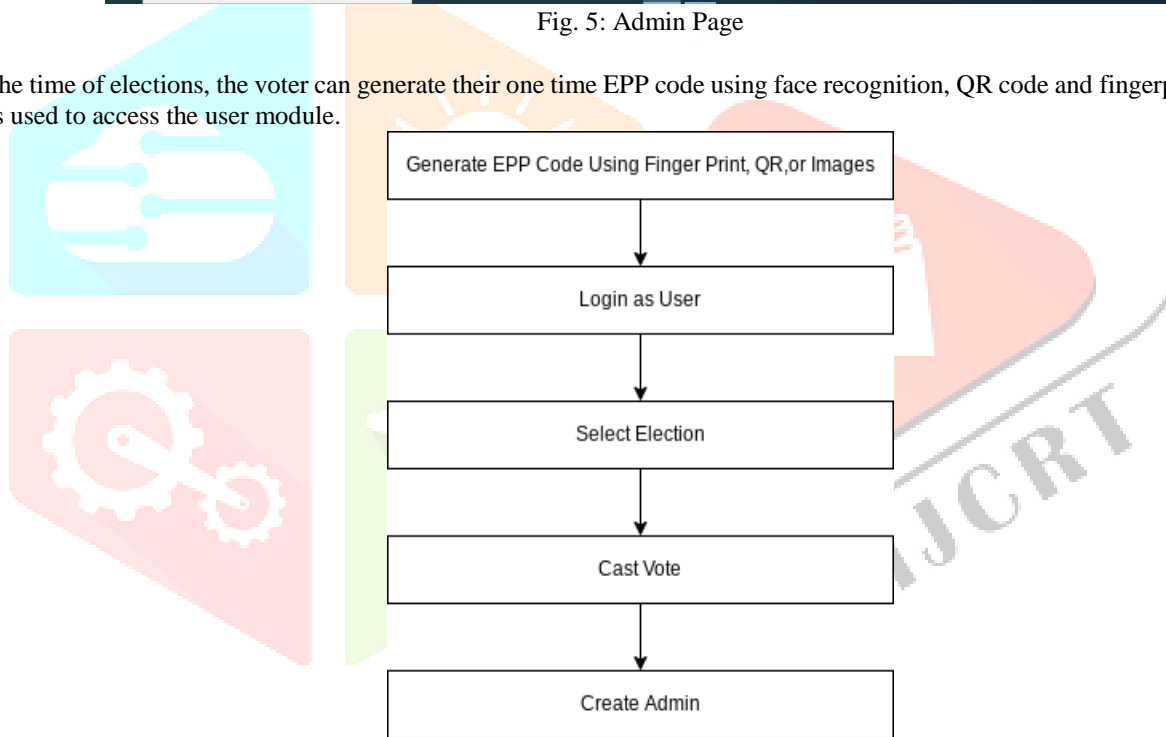 Fig. 5: Admin Page
he time of elections, the voter can generate their one time EPP code using face recognition, QR code and fingerp
s used to access the user module.
Generate EPP Code Using Finger Print, QR,or Images
Login as User
Select Election
Cast Vote
Create Admin
IJCRT